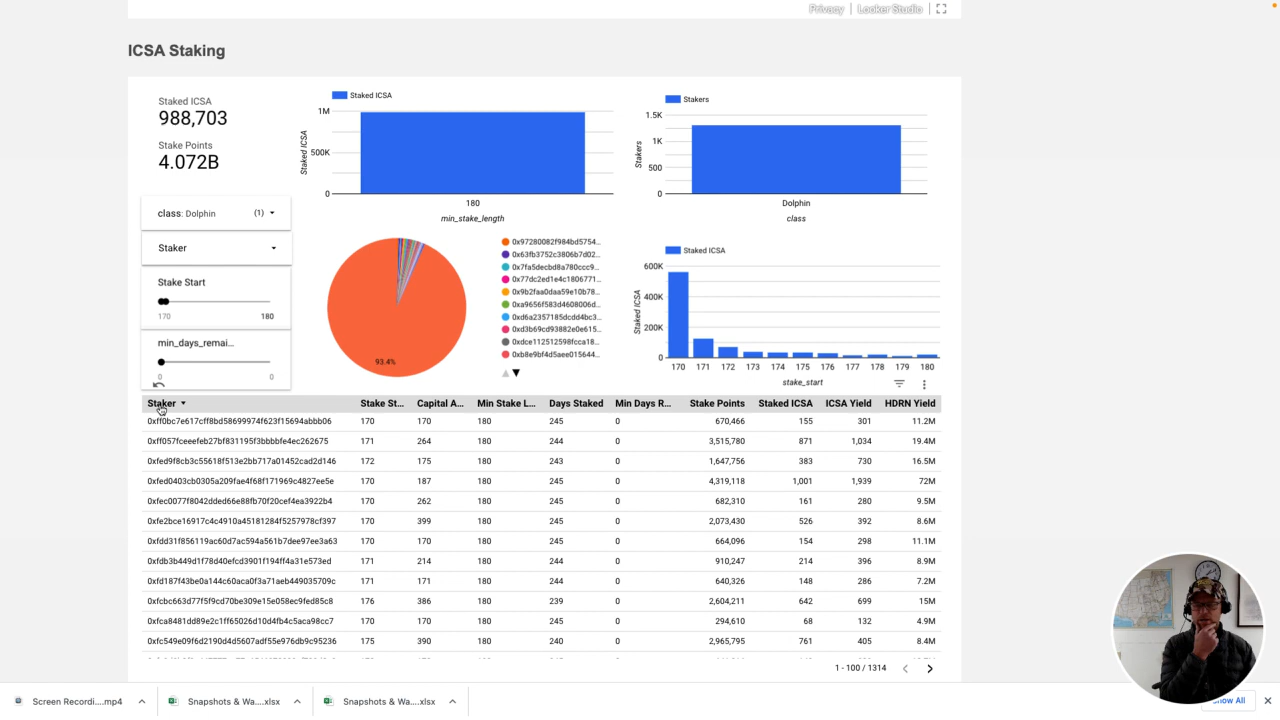 Privacy | Looker Studio
ICSA Staking
Staked ICSA
988,703
Stake Points
4.072B
class: Dolphin (1)
Staker
Stake Start
170 180
min_days_remai...
0 0
Staked ICSA
1M
500K
0
Staked ICSA
180
min_stake_length
Stakers
1.5K
1K
500
0
Stakers
Dolphin
class
93.4%
0x97280082f984bd5754...
0x63fb3752c3806b7d02...
0x7fa5decbd8a780ccc9...
0x77dc2ed1e4c1806771...
0x9b2faa0daa59e10b78...
0xa9656f583d4608006d...
0xd6a2357185dcdd4bc3...
0xd3b69cd93882e0e615...
0xdce112512598fcca18...
0xb8e9bf4d5aee015644...
Staked ICSA
600K
400K
200K
0
Staked ICSA
170 171 172 173 174 175 176 177 178 179 180
stake_start
Staker Stake St... Capital A... Min Stake L... Days Staked Min Days R... Stake Points Staked ICSA ICSA Yield HDRN Yield
0xff0bc7e617cff8bd58699974f623f15694abbb06 170 170 180 245 0 670,466 155 301 11.2M
0xff057fceeefeb27bf831195f3bbbbfe4ec262675 171 264 180 244 0 3,515,780 871 1,034 19.4M
0xfed9f8cb3c55618f513e2bb717a01452cad2d146 172 175 180 243 0 1,647,756 383 730 16.5M
0xfed0403cb0305a209fae4f68f171969c4827ee5e 170 187 180 245 0 4,319,118 1,001 1,939 72M
0xfec0077f8042dded66e88fb70f20cef4ea3922b4 170 262 180 245 0 682,310 161 280 9.5M
0xfe2bce16917c4c4910a45181284f5257978cf397 170 399 180 245 0 2,073,430 526 392 8.6M
0xfdd31f856119ac60d7ac594a561b7dee97ee3a63 170 170 180 245 0 664,096 154 298 11.1M
0xfdb3b449d1f78d40efcd3901f194ff4a31e573ed 171 214 180 244 0 910,247 214 396 8.9M
0xfd187f43be0a144c60aca0f3a71aeb449035709c 171 171 180 244 0 640,326 148 286 7.2M
0xfcbc663d77f5f9cd70be309e15e058ec9fed85c8 176 386 180 239 0 2,604,211 642 699 15M
0xfca8481dd89e2c1ff65026d10d4fb4c5aca98cc7 170 170 180 245 0 294,610 68 132 4.9M
0xfc549e09f6d2190d4d5607adf55e976db9c95236 175 390 180 240 0 2,965,795 761 405 8.4M
1 - 100 / 1314
Screen Recordi....mp4 Snapshots & Wa....xlsx Snapshots & Wa....xlsx Show All